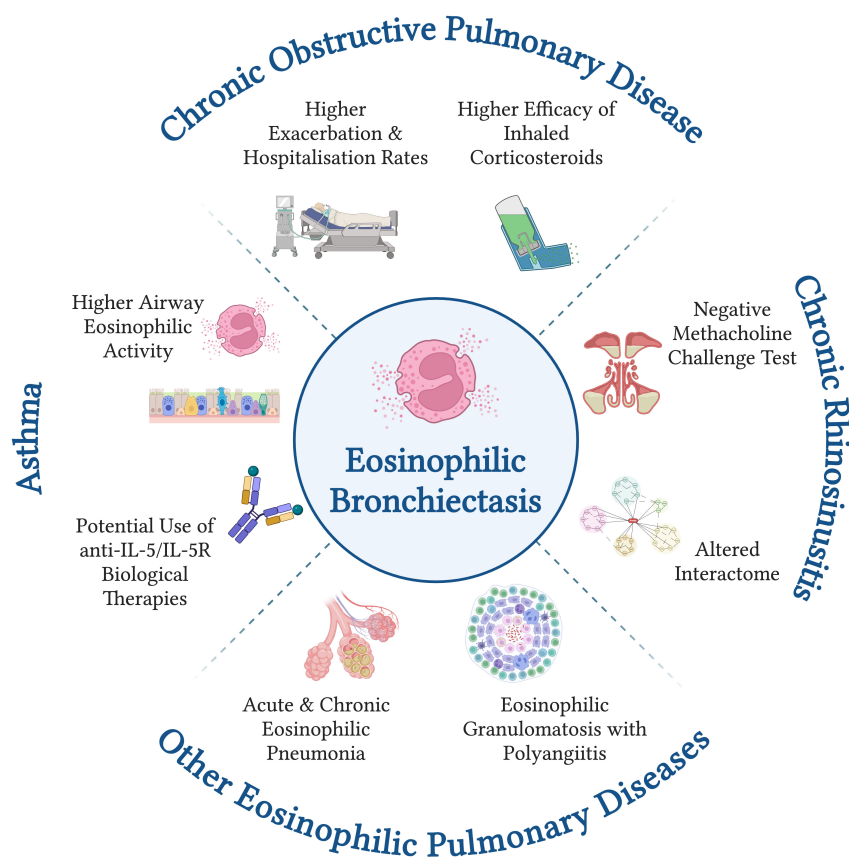 Chronic Obstructive Pulmonary Disease
Higher
Exacerbation &
Hospitalisation Rates
Higher Efficacy of
Inhaled
Corticosteroids
Higher Airway
Eosinophilic
Activity
Negative
Methacholine
Challenge Test
Asthma
Chronic Rhinosinusitis
Eosinophilic
Bronchiectasis
Potential Use of
anti-IL-5/IL-5R
Biological
Therapies
Altered
Interactome
Acute & Chronic
Eosinophilic
Pneumonia
Eosinophilic
Granulomatosis with
Polyangiitis
Other Eosinophilic Pulmonary Diseases